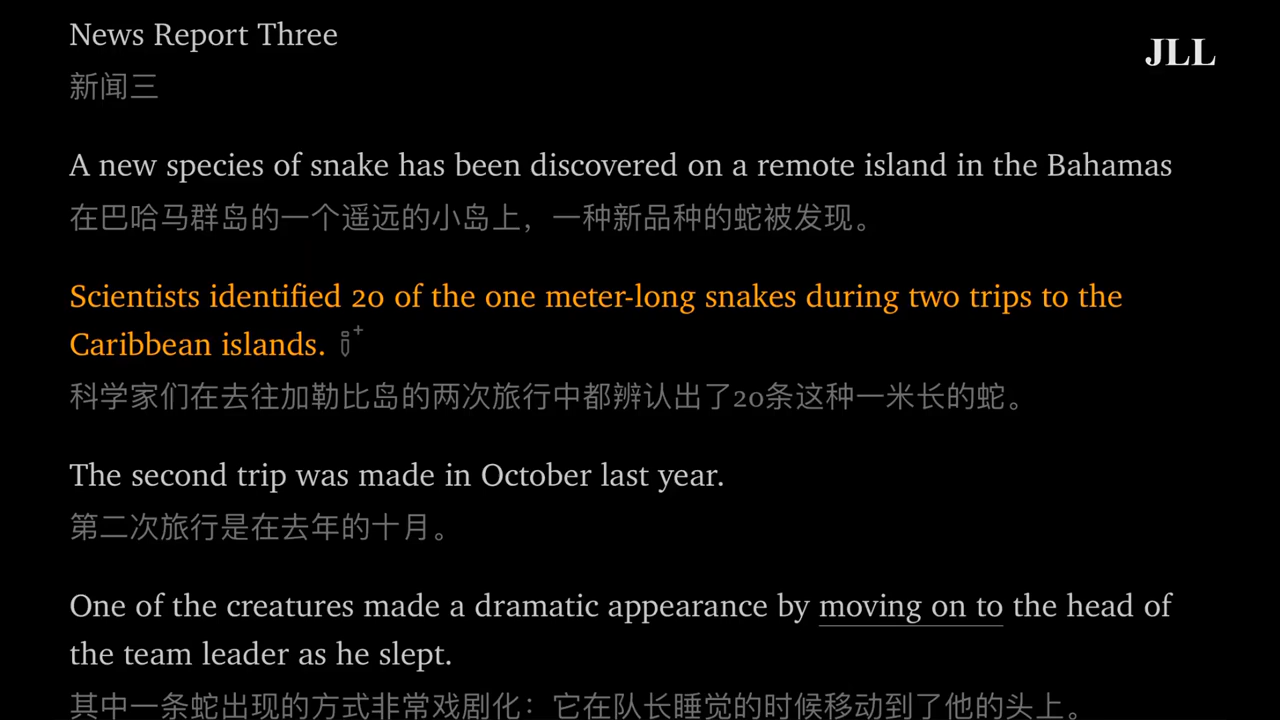 News Report Three
JLL
新闻三
A new species of snake has been discovered on a remote island in the Bahamas
在巴哈马群岛的一个遥远的小岛上，一种新品种的蛇被发现。
Scientists identified 20 of the one meter-long snakes during two trips to the
Caribbean islands.
科学家们在去往加勒比岛的两次旅行中都辨认出了20条这种一米长的蛇。
The second trip was made in October last year.
第二次旅行是在去年的十月。
One of the creatures made a dramatic appearance by moving on to the head of
the team leader as he slept.
其中一条蛇出现的方式非常戏剧化：它在队长睡觉的时候移动到了他的头上。